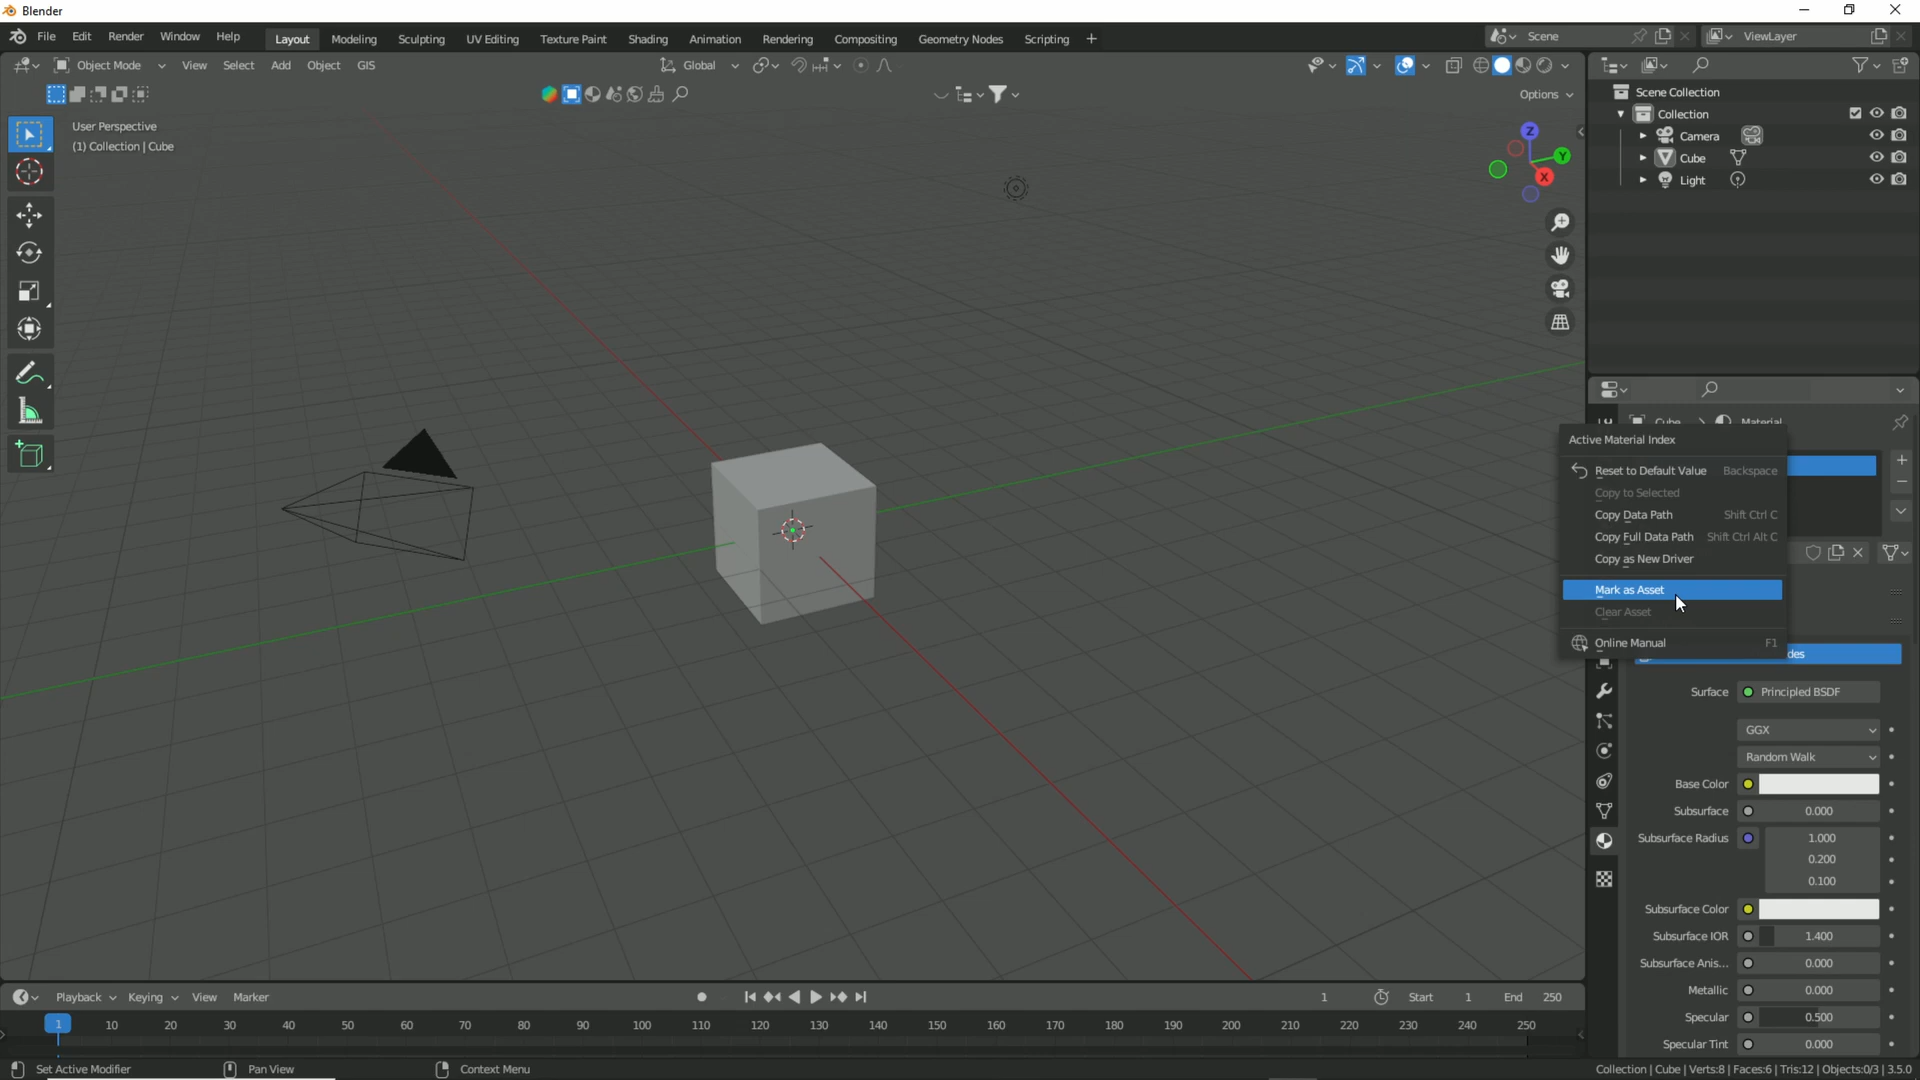 Blender
File Edit Render Window Help Layout Modeling Sculpting UV Editing Texture Paint Shading Animation Rendering Compositing Geometry Nodes Scripting + Scene ViewLayer
Object Mode View Select Add Object GIS Global
Options
User Perspective
(1) Collection | Cube
Z
Y
X
Scene Collection
Collection
Camera
Cube
Light
Cube > Material
Active Material Index
Reset to Default Value Backspace
Copy to Selected
Copy Data Path Shift Ctrl C
Copy Full Data Path Shift Ctrl Alt C
Copy as New Driver
Mark as Asset
Clear Asset
Online Manual F1
des
Surface Principled BSDF
GGX
Random Walk
Base Color
Subsurface 0.000
Subsurface Radius 1.000
0.200
0.100
Subsurface Color
Subsurface IOR 1.400
Subsurface Anis... 0.000
Metallic 0.000
Specular 0.500
Specular Tint 0.000
Playback Keying View Marker 1 Start 1 End 250
1 10 20 30 40 50 60 70 80 90 100 110 120 130 140 150 160 170 180 190 200 210 220 230 240 250
Set Active Modifier Pan View Context Menu Collection | Cube | Verts:8 | Faces:6 | Tris:12 | Objects:0/3 | 3.5.0